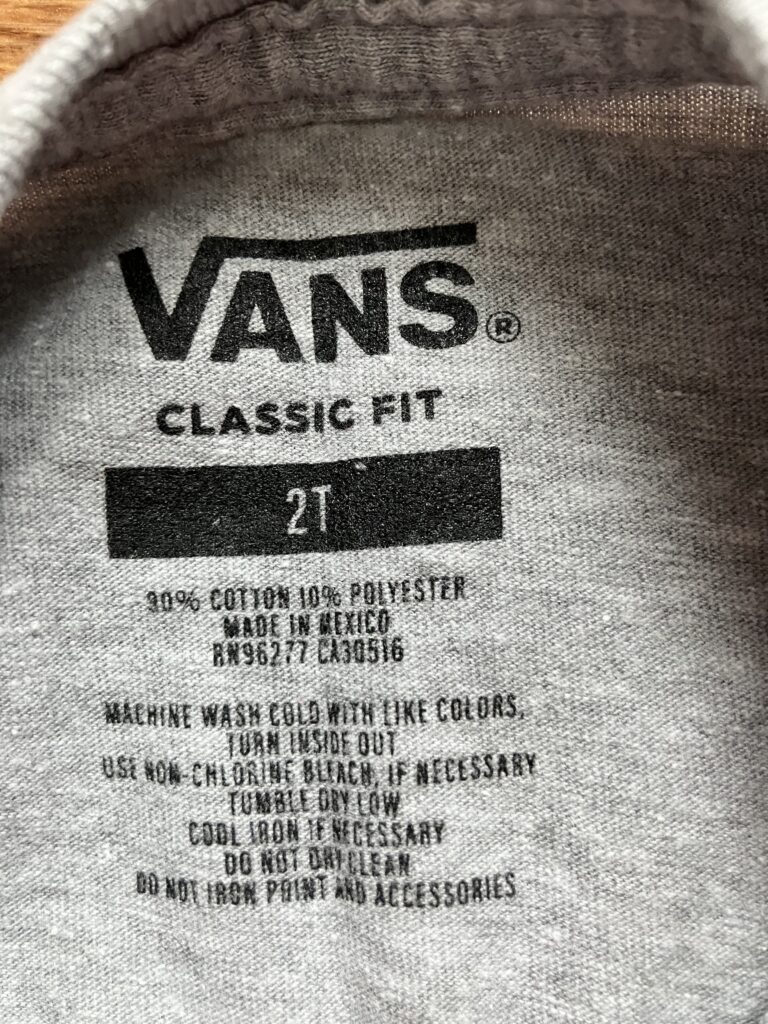 VANS®
CLASSIC FIT
2T
90% COTTON 10% POLYESTER
MADE IN MEXICO
RN96277 CA30516
MACHINE WASH COLD WITH LIKE COLORS,
TURN INSIDE OUT
USE NON-CHLORINE BLEACH, IF NECESSARY
TUMBLE DRY LOW
COOL IRON IF NECESSARY
DO NOT DRYCLEAN
DO NOT IRON PRINT AND ACCESSORIES